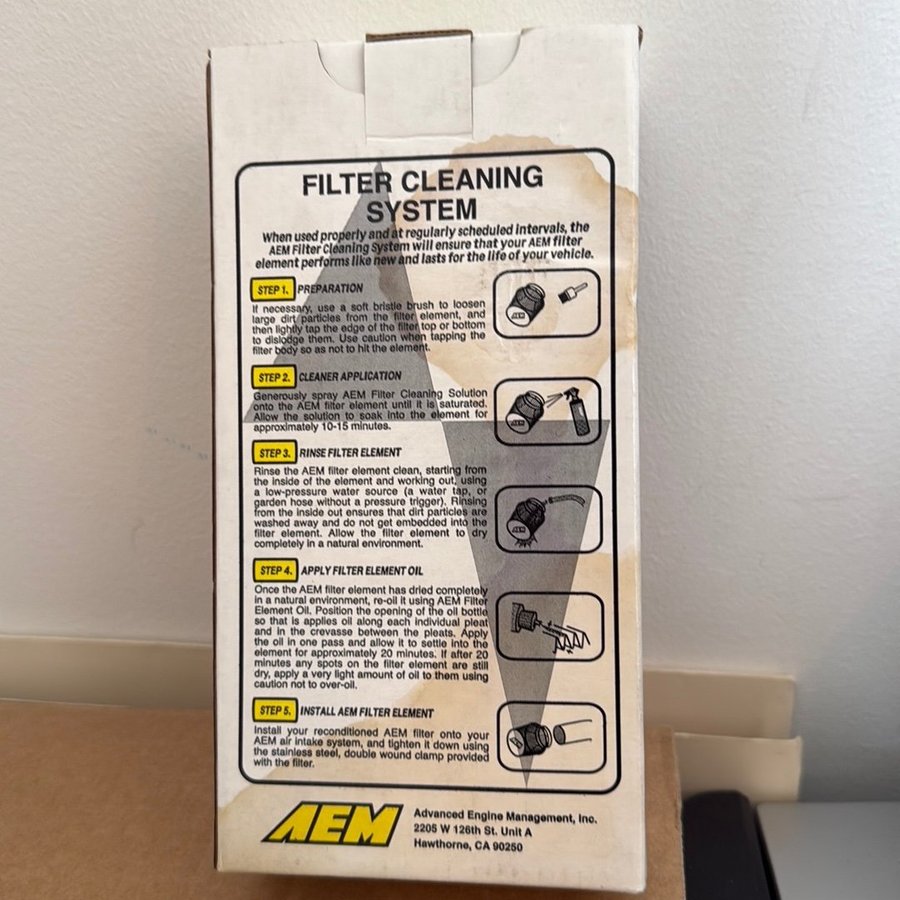 FILTER CLEANING
SYSTEM
When used properly and at regularly scheduled intervals, the
AEM Filter Cleaning System will ensure that your AEM filter
element performs like new and lasts for the life of your vehicle.
STEP 1. PREPARATION
If necessary, use a soft bristle brush to loosen
large dirt particles from the filter element, and
then lightly tap the edge of the filter top or bottom
to dislodge them. Use caution when tapping the
filter body so as not to hit the element.
STEP 2. CLEANER APPLICATION
Generously spray AEM Filter Cleaning Solution
onto the AEM filter element until it is saturated.
Allow the solution to soak into the element for
approximately 10-15 minutes.
STEP 3. RINSE FILTER ELEMENT
Rinse the AEM filter element clean, starting from
the inside of the element and working out, using
a low-pressure water source (a water tap, or
garden hose without a pressure trigger). Rinsing
from the inside out ensures that dirt particles are
washed away and do not get embedded into the
filter element. Allow the filter element to dry
completely in a natural environment.
STEP 4. APPLY FILTER ELEMENT OIL
Once the AEM filter element has dried completely
in a natural environment, re-oil it using AEM Filter
Element Oil. Position the opening of the oil bottle
so that is applies oil along each individual pleat
and in the crevasse between the pleats. Apply
the oil in one pass and allow it to settle into the
element for approximately 20 minutes. If after 20
minutes any spots on the filter element are still
dry, apply a very light amount of oil to them using
caution not to over-oil.
STEP 5. INSTALL AEM FILTER ELEMENT
Install your reconditioned AEM filter onto your
AEM air intake system, and tighten it down using
the stainless steel, double wound clamp provided
with the filter.
AEM
Advanced Engine Management, Inc.
2205 W 126th St. Unit A
Hawthorne, CA 90250